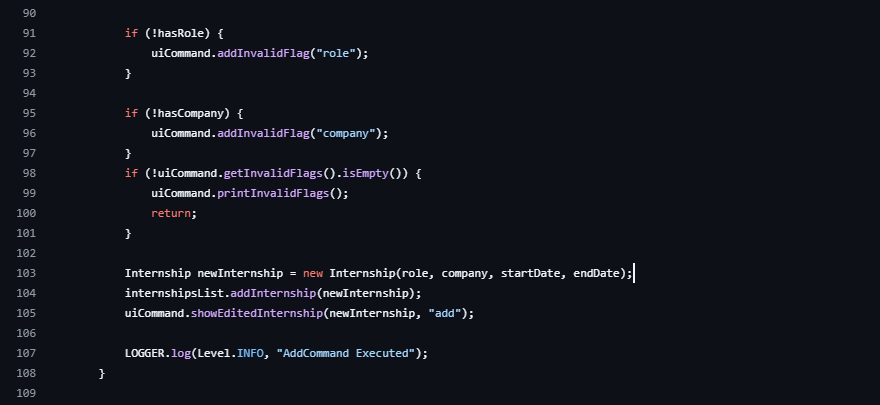 90
91 if (!hasRole) {
92 uiCommand.addInvalidFlag("role");
93 }
94
95 if (!hasCompany) {
96 uiCommand.addInvalidFlag("company");
97 }
98 if (!uiCommand.getInvalidFlags().isEmpty()) {
99 uiCommand.printInvalidFlags();
100 return;
101 }
102
103 Internship newInternship = new Internship(role, company, startDate, endDate);
104 internshipsList.addInternship(newInternship);
105 uiCommand.showEditedInternship(newInternship, "add");
106
107 LOGGER.log(Level.INFO, "AddCommand Executed");
108 }
109